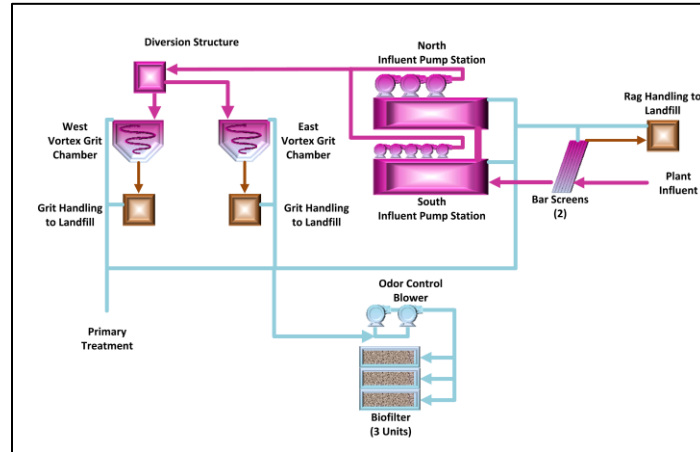 Diversion Structure
North
Influent Pump Station
Rag Handling to
Landfill
West
Vortex Grit
Chamber
East
Vortex Grit
Chamber
Plant
Influent
Bar Screens
(2)
South
Influent Pump Station
Grit Handling
to Landfill
Grit Handling
to Landfill
Odor Control
Blower
Primary
Treatment
Biofilter
(3 Units)